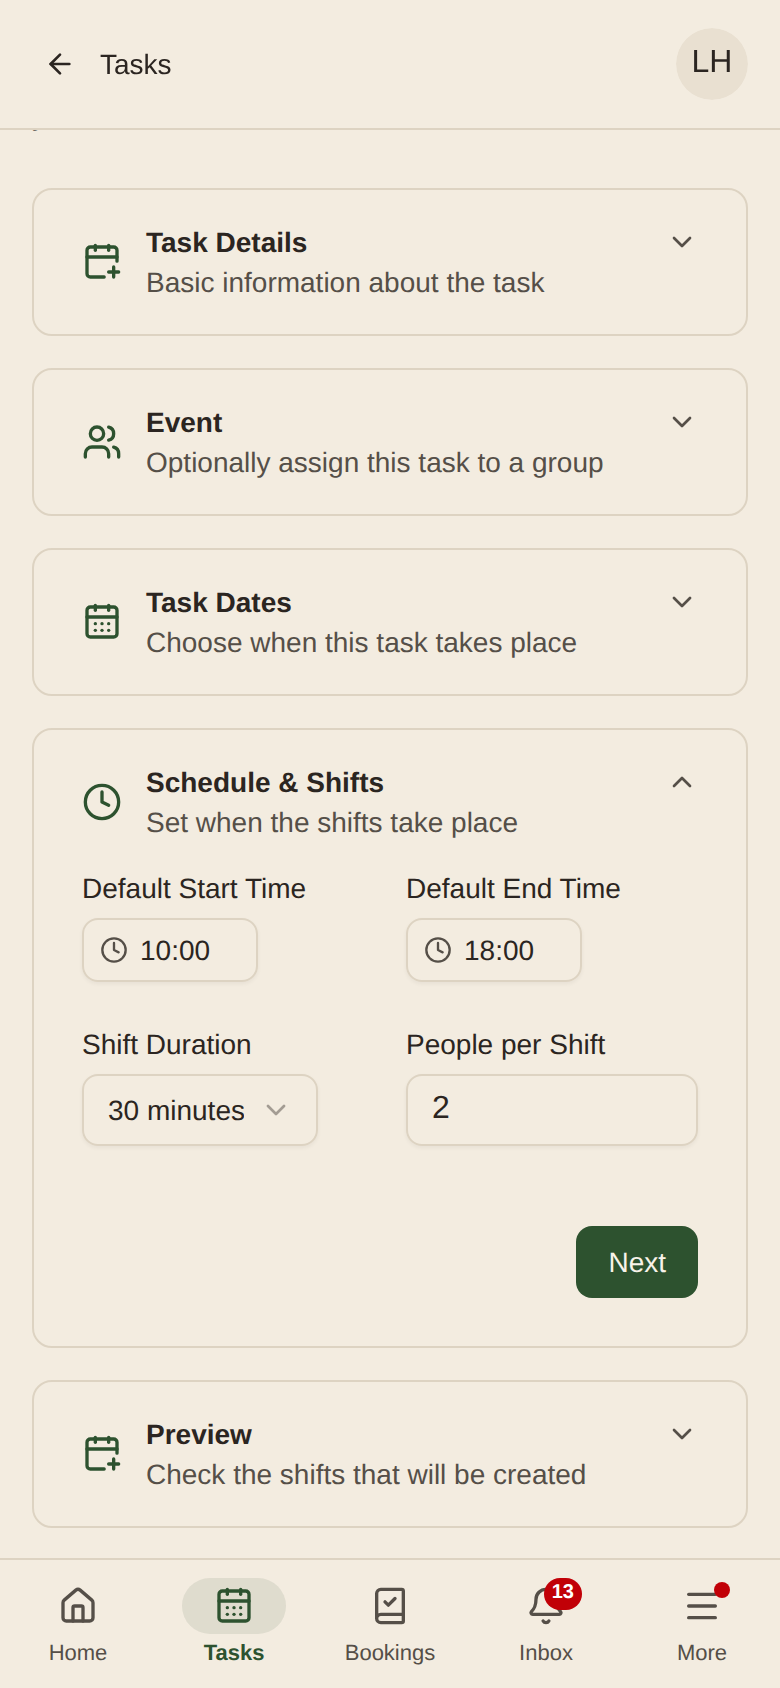 Tasks
LH
Task Details
Basic information about the task
Event
Optionally assign this task to a group
Task Dates
Choose when this task takes place
Schedule & Shifts
Set when the shifts take place
Default Start Time
Default End Time
10:00
18:00
Shift Duration
People per Shift
30 minutes
2
Next
Preview
Check the shifts that will be created
13
Home
Tasks
Bookings
Inbox
More